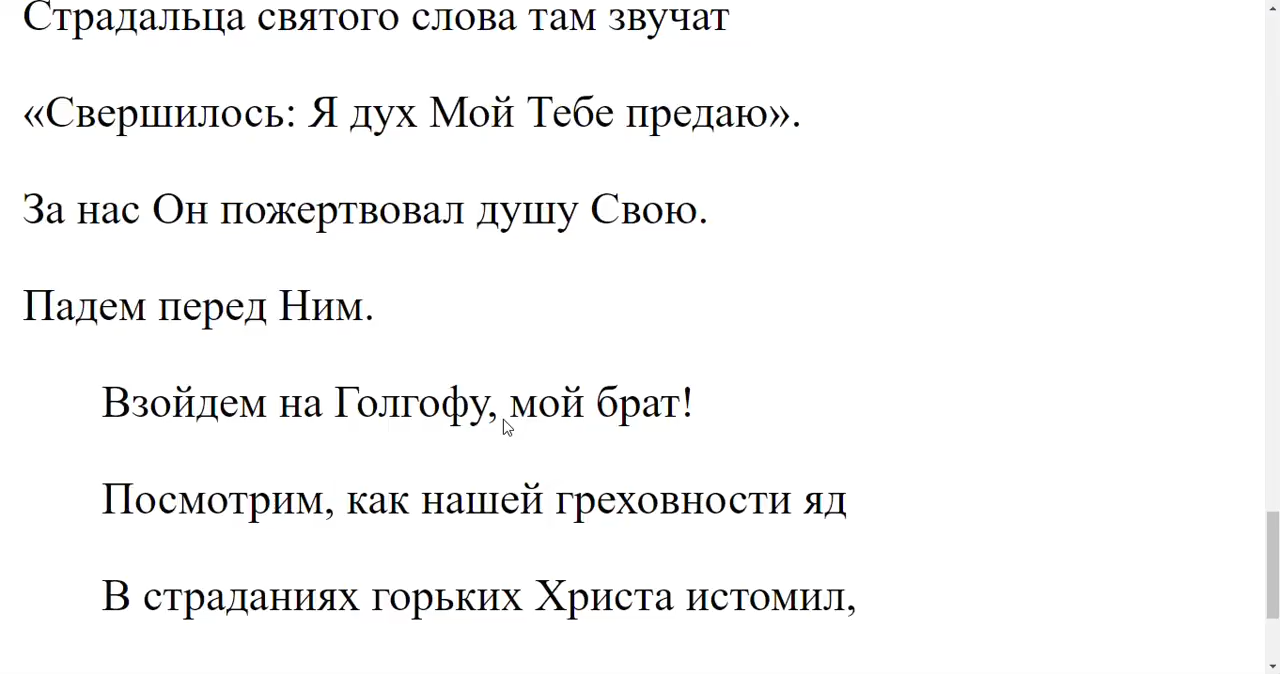 Страдальца святого слова там звучат
«Свершилось: Я дух Мой Тебе предаю».
За нас Он пожертвовал душу Свою.
Падем перед Ним.
Взойдем на Голгофу, мой брат!
Посмотрим, как нашей греховности яд
В страданиях горьких Христа истомил,